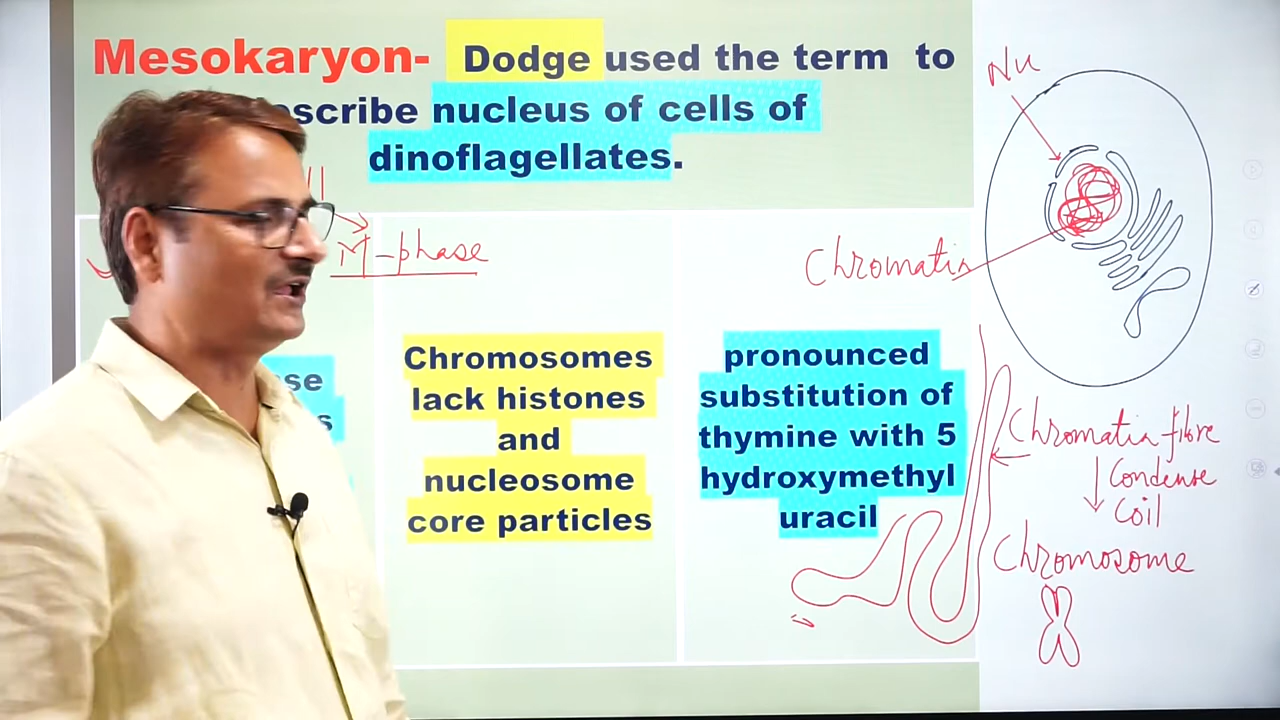 Mesokaryon- Dodge used the term to
escribe nucleus of cells of
dinoflagellates.
Nu
M-phase
Chromatin
se
s
Chromosomes
lack histones
and
nucleosome
core particles
pronounced
substitution of
thymine with 5
hydroxymethyl
uracil
Chromatin fibre
Condense
Coil
Chromosome